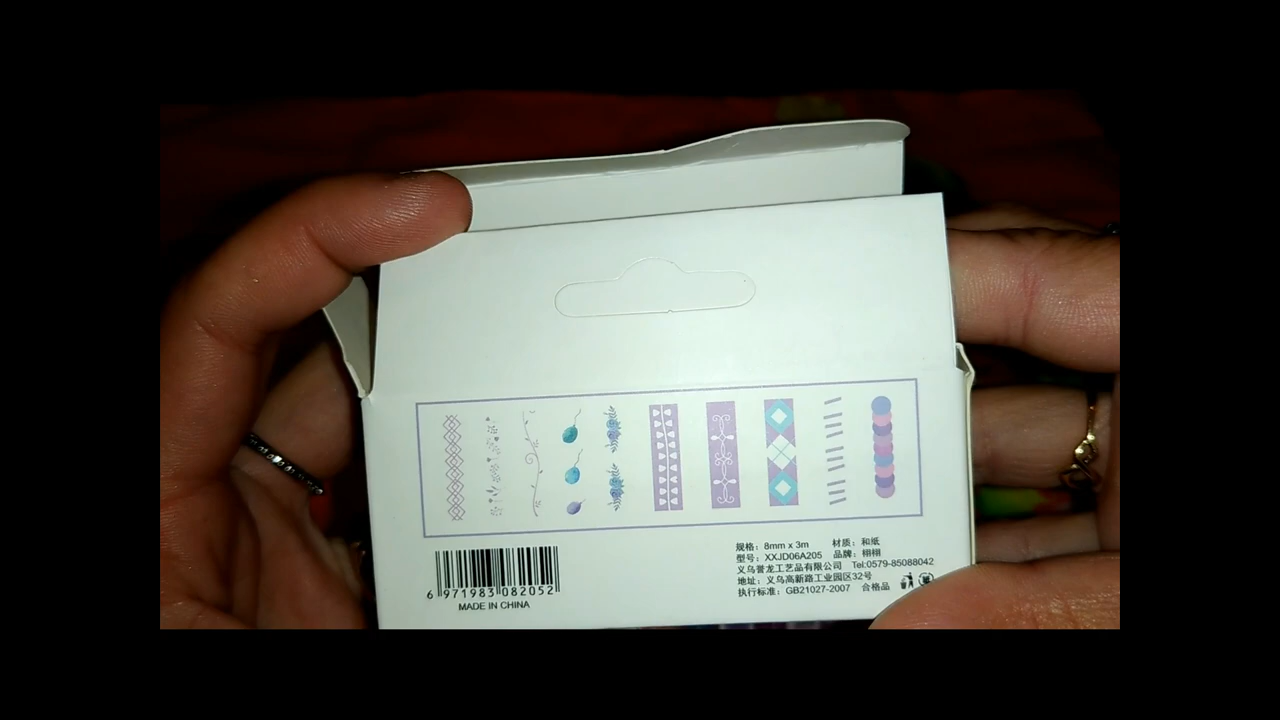 6 971983 082052
MADE IN CHINA
规格：8mm x 3m 材质：和纸
型号：XXJD06A205 品牌：栩栩
义乌誉龙工艺品有限公司 Tel:0579-85088042
地址：义乌高新路工业园区32号
执行标准：GB21027-2007 合格品